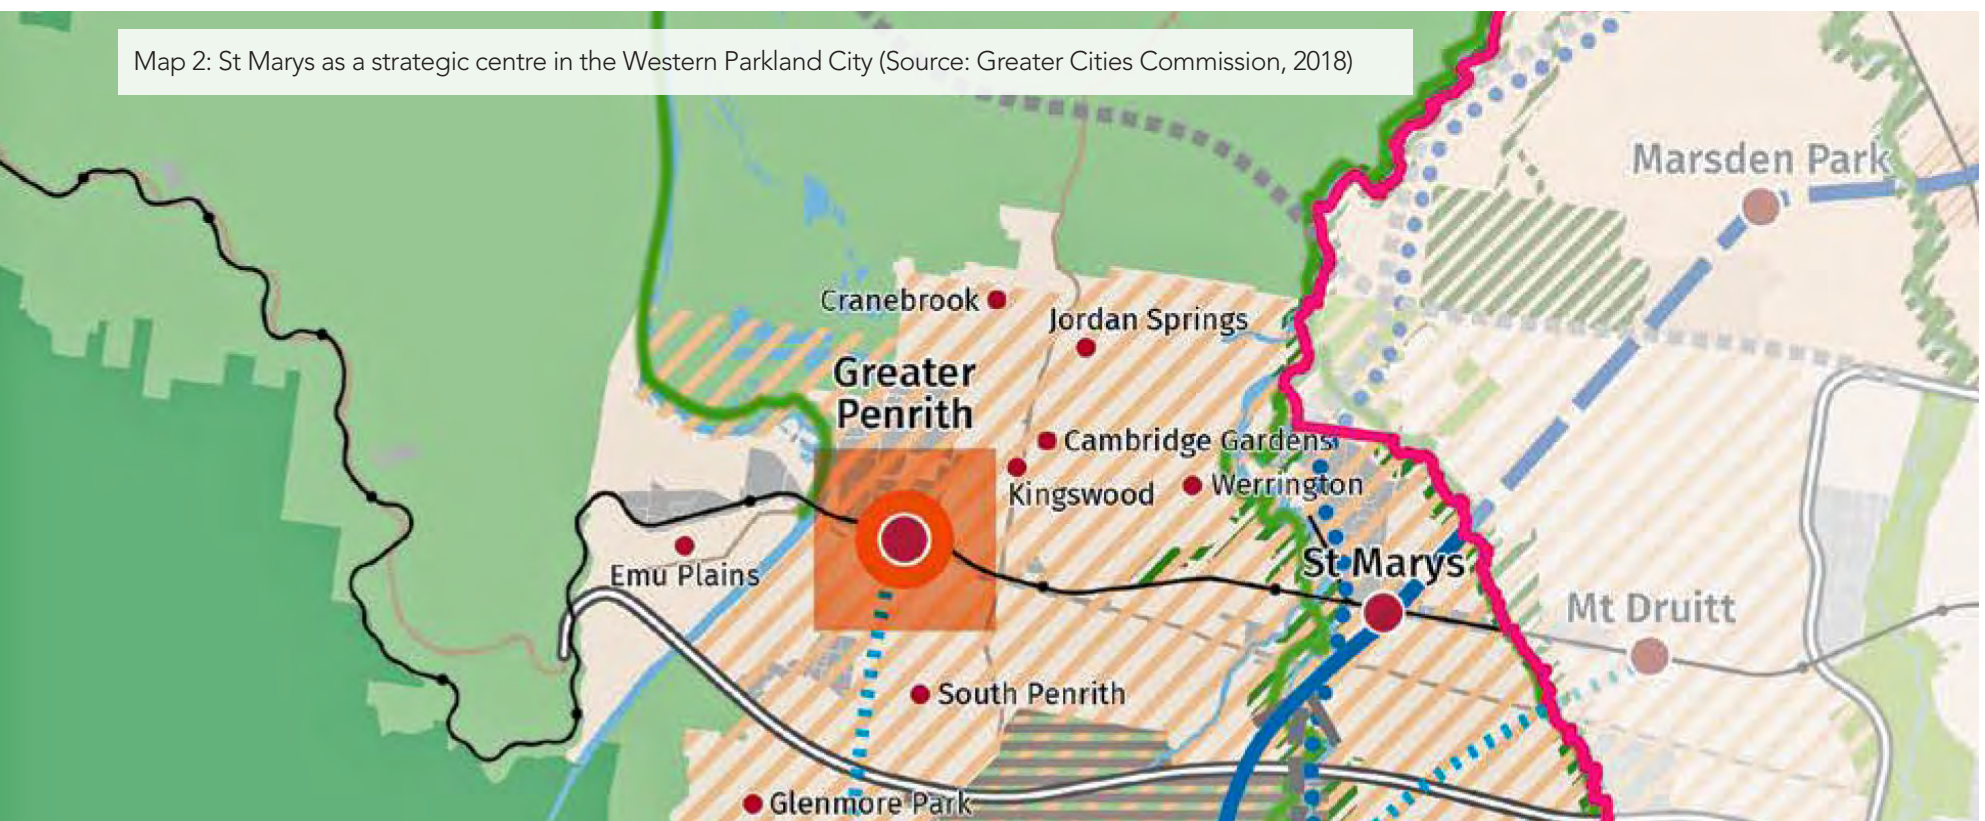 Map 2: St Marys as a strategic centre in the Western Parkland City (Source: Greater Cities Commission, 2018)
Marsden Park
Cranebrook
Jordan Springs
Greater
Penrith
Cambridge Gardens
Kingswood
Werrington
Emu Plains
St Marys
Mt Druitt
South Penrith
Glenmore Park